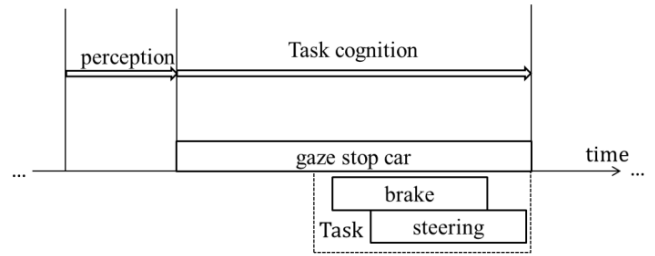 perception
Task cognition
gaze stop car
time
...
...
brake
Task
steering